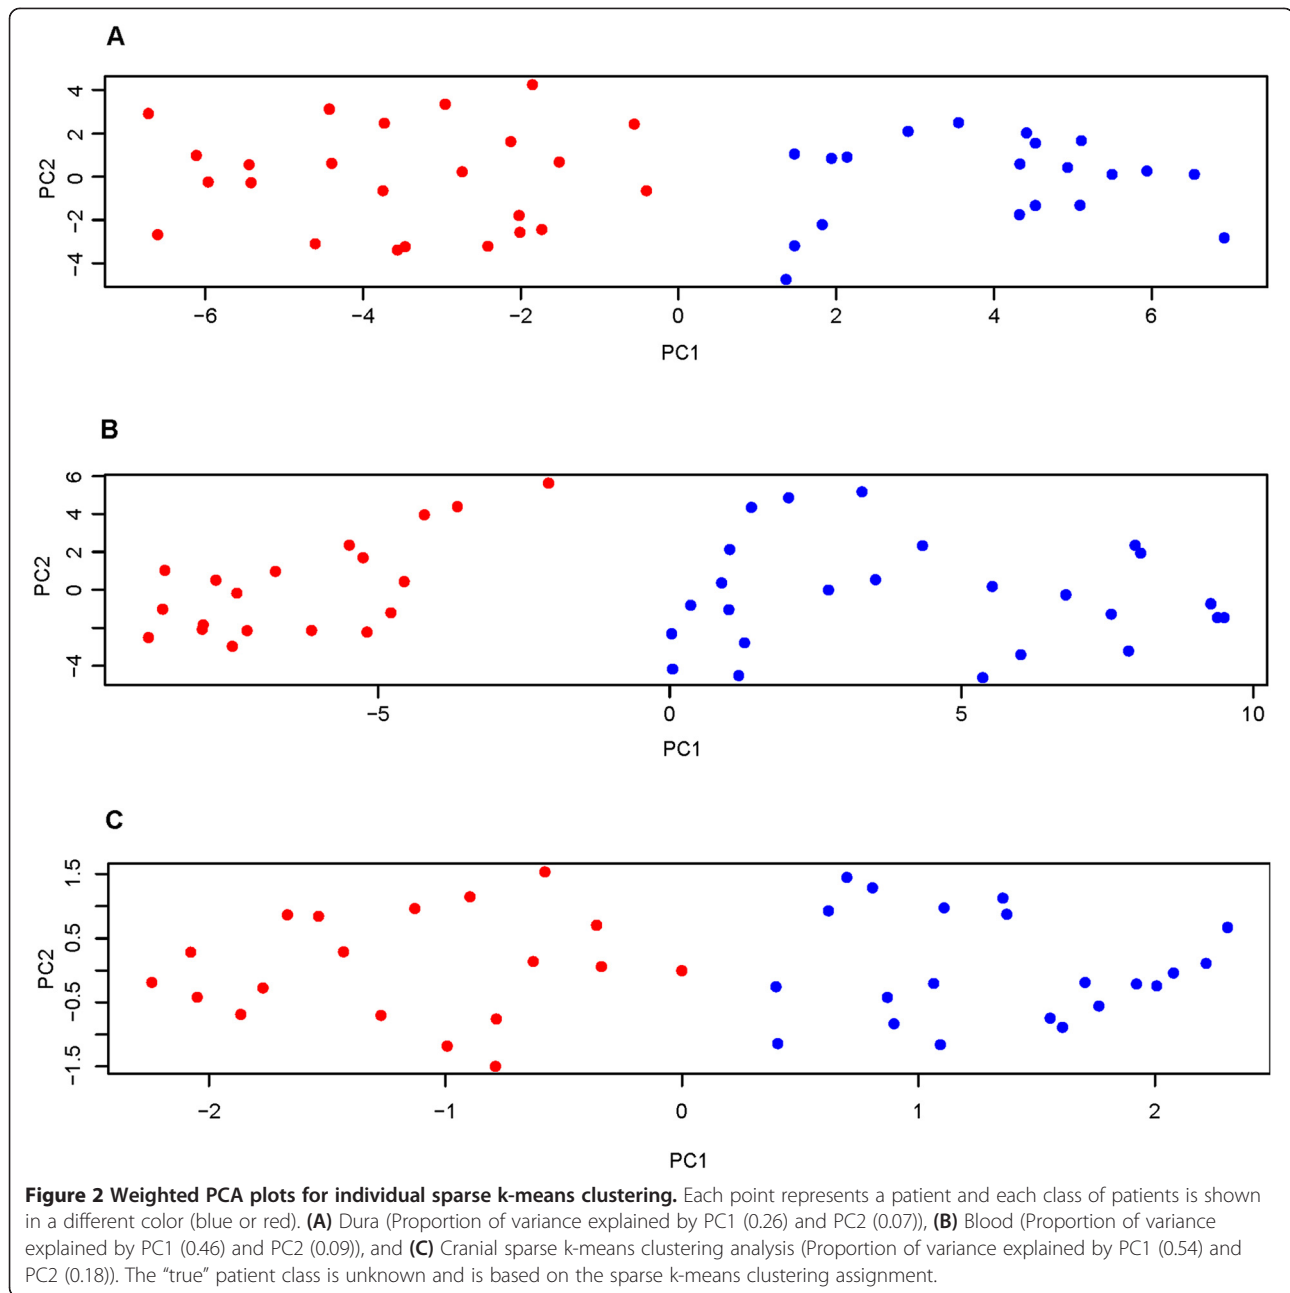 A
4
2
0
−2
−4
PC2
−6
−4
−2
0
2
4
6
PC1
B
6
4
2
0
−4
PC2
−5
0
5
10
PC1
C
1.5
0.5
−0.5
−1.5
PC2
−2
−1
0
1
2
PC1
Figure 2 Weighted PCA plots for individual sparse k-means clustering. Each point represents a patient and each class of patients is shown
in a different color (blue or red). (A) Dura (Proportion of variance explained by PC1 (0.26) and PC2 (0.07)), (B) Blood (Proportion of variance
explained by PC1 (0.46) and PC2 (0.09)), and (C) Cranial sparse k-means clustering analysis (Proportion of variance explained by PC1 (0.54) and
PC2 (0.18)). The “true” patient class is unknown and is based on the sparse k-means clustering assignment.